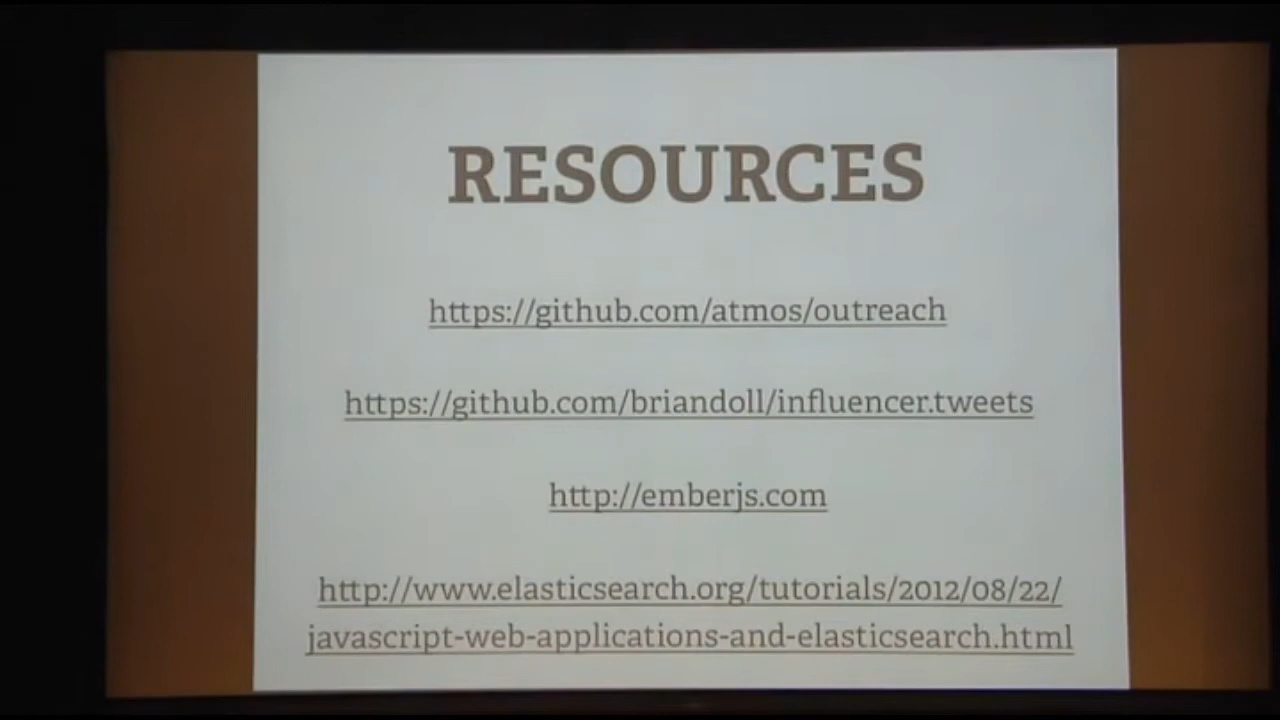 RESOURCES
https://github.com/atmos/outreach
https://github.com/briandoll/influencer.tweets
http://emberjs.com
http://www.elasticsearch.org/tutorials/2012/08/22/
javascript-web-applications-and-elasticsearch.html